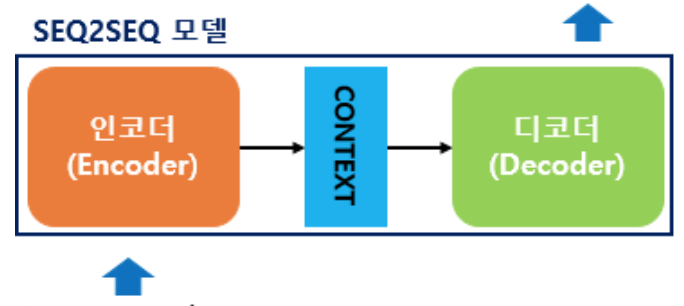 SEQ2SEQ 모델
인코더
(Encoder)
CONTEXT
디코더
(Decoder)